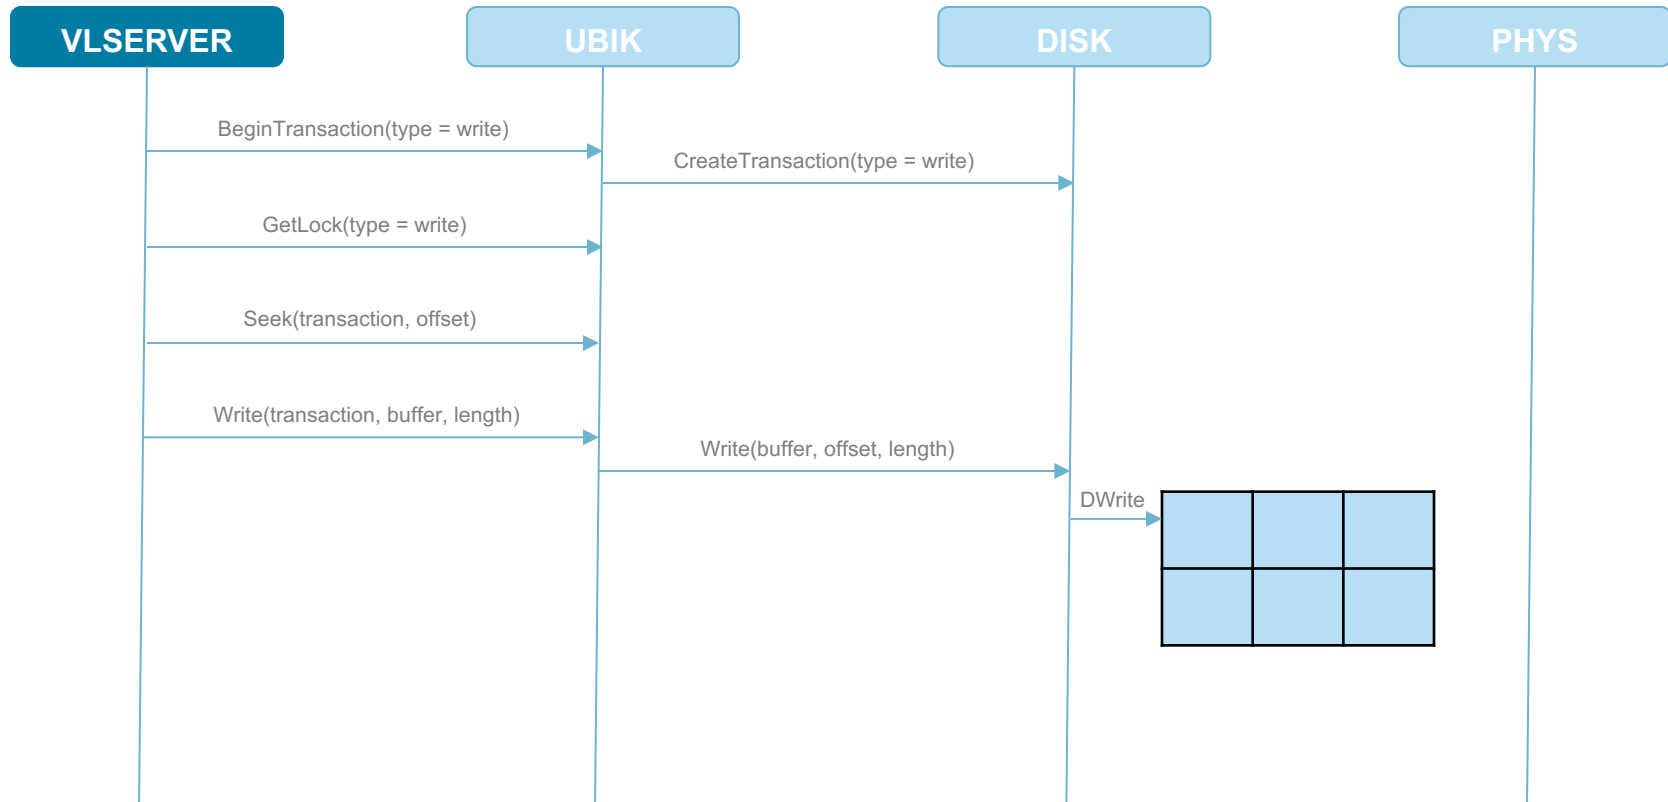 VLSERVER
UBIK
DISK
PHYS
BeginTransaction(type = write)
CreateTransaction(type = write)
GetLock(type = write)
Seek(transaction, offset)
Write(transaction, buffer, length)
Write(buffer, offset, length)
DWrite